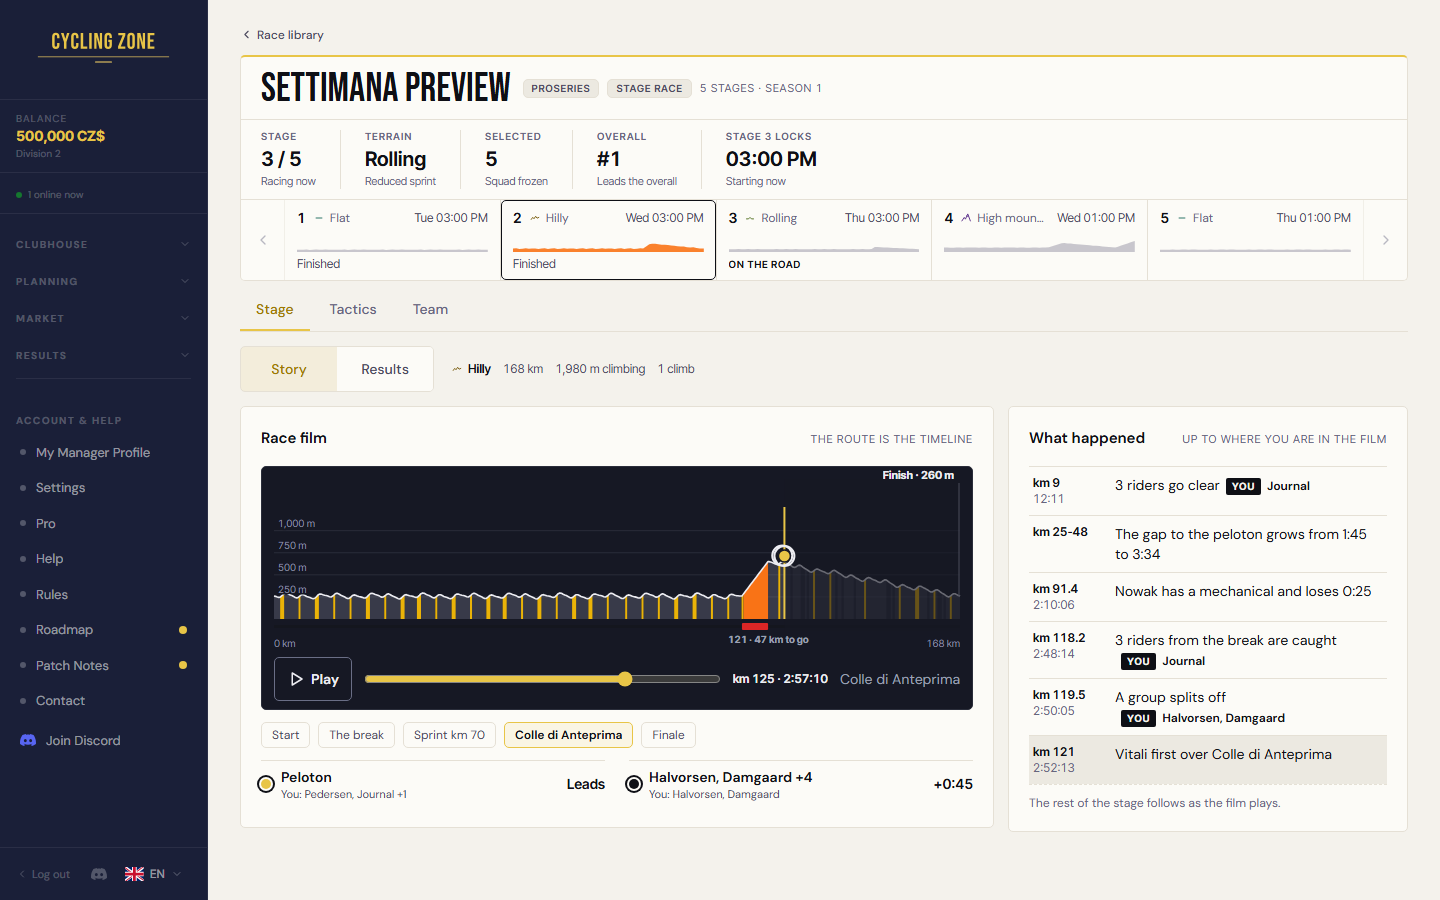 CYCLING ZONE
BALANCE
500,000 CZ$
Division 2
1 online now
CLUBHOUSE
PLANNING
MARKET
RESULTS
ACCOUNT & HELP
My Manager Profile
Settings
Pro
Help
Rules
Roadmap
Patch Notes
Contact
Join Discord
Log out
EN
Race library
SETTIMANA PREVIEW PROSERIES STAGE RACE 5 STAGES · SEASON 1
STAGE
3 / 5
Racing now
TERRAIN
Rolling
Reduced sprint
SELECTED
5
Squad frozen
OVERALL
#1
Leads the overall
STAGE 3 LOCKS
03:00 PM
Starting now
1 Flat Tue 03:00 PM
Finished
2 Hilly Wed 03:00 PM
Finished
3 Rolling Thu 03:00 PM
ON THE ROAD
4 High moun... Wed 01:00 PM
5 Flat Thu 01:00 PM
Stage Tactics Team
Story Results Hilly 168 km 1,980 m climbing 1 climb
Race film THE ROUTE IS THE TIMELINE
Finish · 260 m
1,000 m
750 m
500 m
250 m
121 · 47 km to go
0 km 168 km
Play km 125 · 2:57:10 Colle di Anteprima
Start The break Sprint km 70 Colle di Anteprima Finale
Peloton
You: Pedersen, Journal +1
Leads
Halvorsen, Damgaard +4
You: Halvorsen, Damgaard
+0:45
What happened UP TO WHERE YOU ARE IN THE FILM
km 9
12:11
3 riders go clear YOU Journal
km 25-48
The gap to the peloton grows from 1:45
to 3:34
km 91.4
2:10:06
Nowak has a mechanical and loses 0:25
km 118.2
2:48:14
3 riders from the break are caught
YOU Journal
km 119.5
2:50:05
A group splits off
YOU Halvorsen, Damgaard
km 121
2:52:13
Vitali first over Colle di Anteprima
The rest of the stage follows as the film plays.